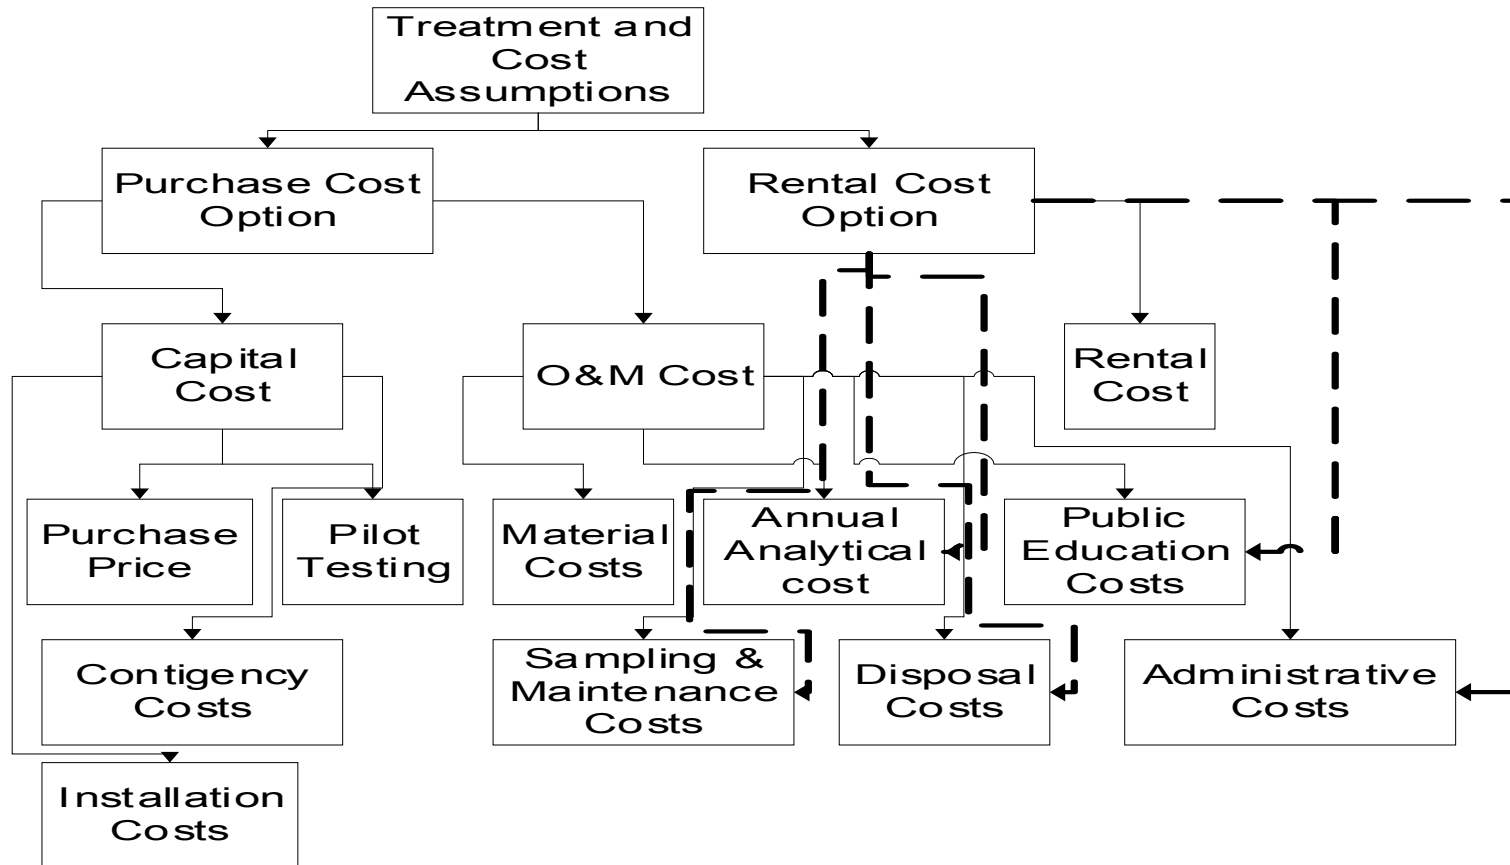 Treatment and
Cost
Assumptions
Purchase Cost
Option
Rental Cost
Option
Capital
Cost
O&M Cost
Rental
Cost
Purchase
Price
Pilot
Testing
Material
Costs
Annual
Analytical
cost
Public
Education
Costs
Contigency
Costs
Sampling &
Maintenance
Costs
Disposal
Costs
Administrative
Costs
Installation
Costs